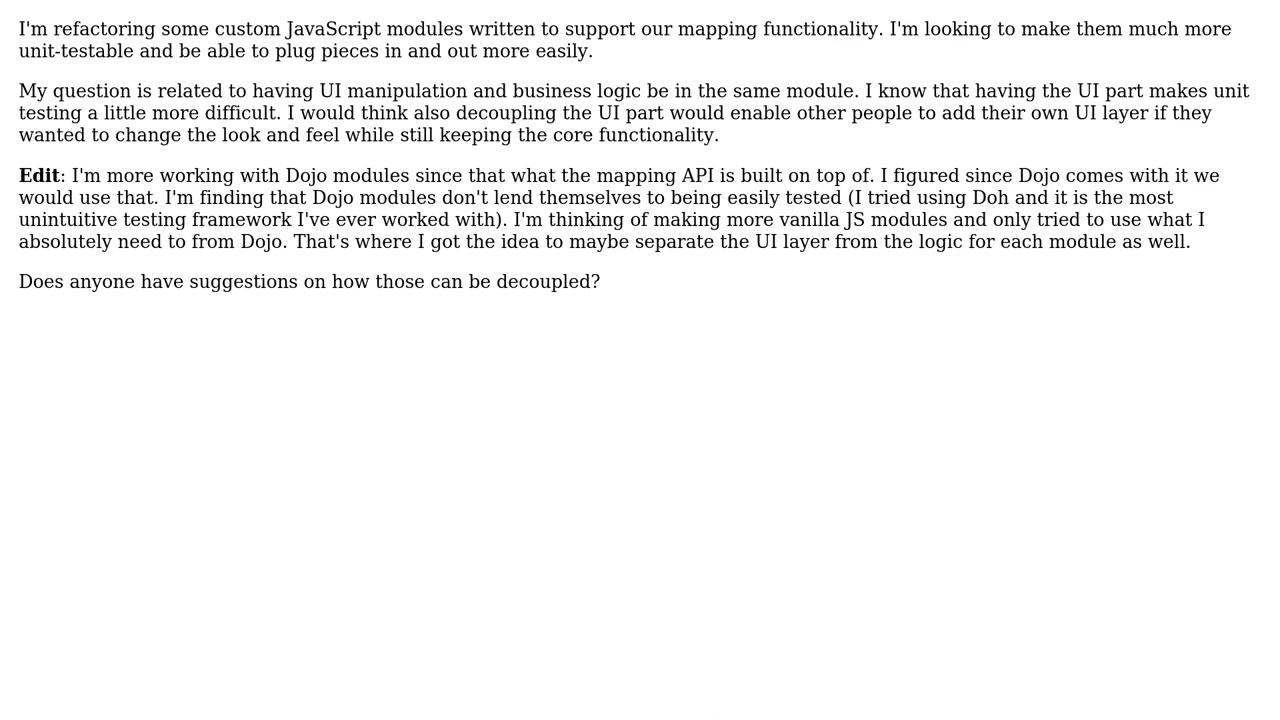 I'm refactoring some custom JavaScript modules written to support our mapping functionality. I'm looking to make them much more
unit-testable and be able to plug pieces in and out more easily.
My question is related to having UI manipulation and business logic be in the same module. I know that having the UI part makes unit
testing a little more difficult. I would think also decoupling the UI part would enable other people to add their own UI layer if they
wanted to change the look and feel while still keeping the core functionality.
Edit: I'm more working with Dojo modules since that what the mapping API is built on top of. I figured since Dojo comes with it we
would use that. I'm finding that Dojo modules don't lend themselves to being easily tested (I tried using Doh and it is the most
unintuitive testing framework I've ever worked with). I'm thinking of making more vanilla JS modules and only tried to use what I
absolutely need to from Dojo. That's where I got the idea to maybe separate the UI layer from the logic for each module as well.
Does anyone have suggestions on how those can be decoupled?